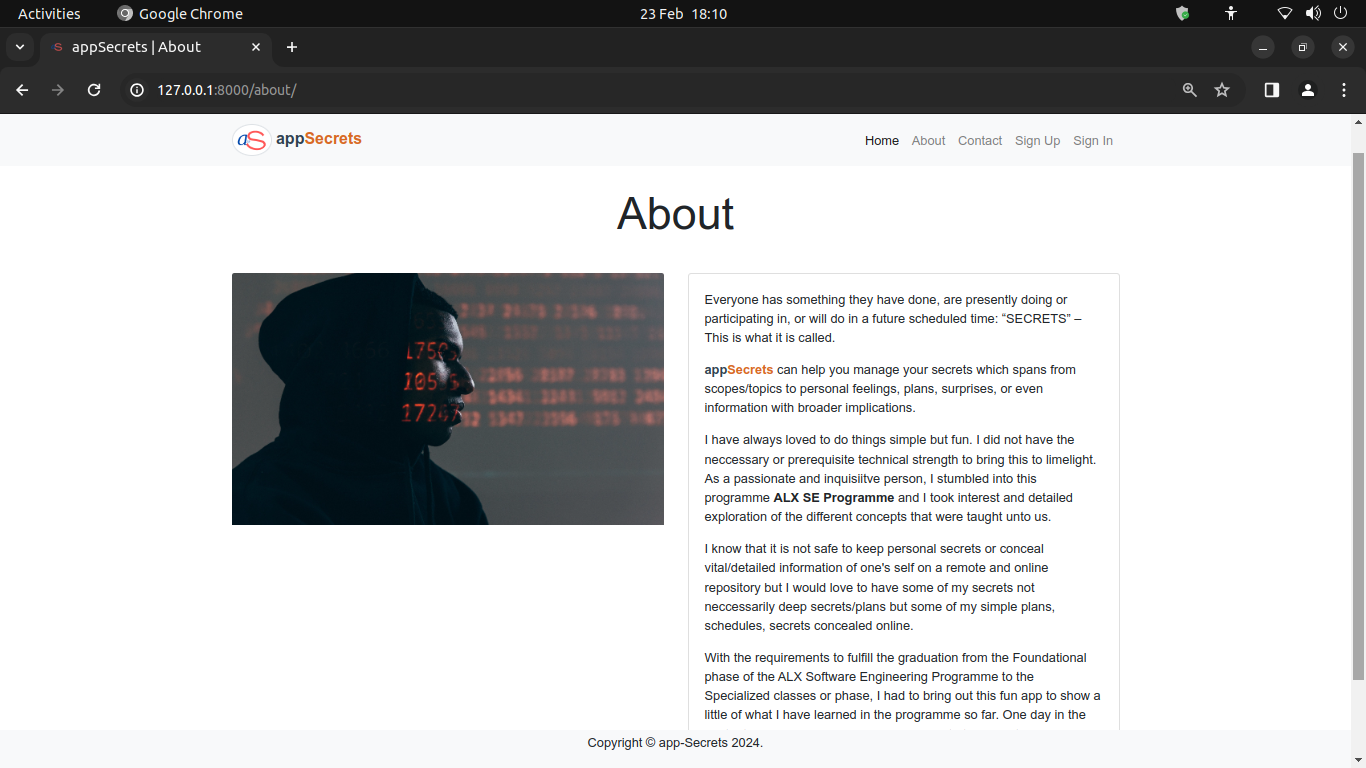 Activities
Google Chrome
23 Feb 18:10
appSecrets | About
127.0.0.1:8000/about/
aS appSecrets
Home About Contact Sign Up Sign In
About
17505
105
17267
Everyone has something they have done, are presently doing or
participating in, or will do in a future scheduled time: “SECRETS” –
This is what it is called.
appSecrets can help you manage your secrets which spans from
scopes/topics to personal feelings, plans, surprises, or even
information with broader implications.
I have always loved to do things simple but fun. I did not have the
neccessary or prerequisite technical strength to bring this to limelight.
As a passionate and inquisiitve person, I stumbled into this
programme ALX SE Programme and I took interest and detailed
exploration of the different concepts that were taught unto us.
I know that it is not safe to keep personal secrets or conceal
vital/detailed information of one's self on a remote and online
repository but I would love to have some of my secrets not
neccessarily deep secrets/plans but some of my simple plans,
schedules, secrets concealed online.
With the requirements to fulfill the graduation from the Foundational
phase of the ALX Software Engineering Programme to the
Specialized classes or phase, I had to bring out this fun app to show a
little of what I have learned in the programme so far. One day in the
Copyright © app-Secrets 2024.